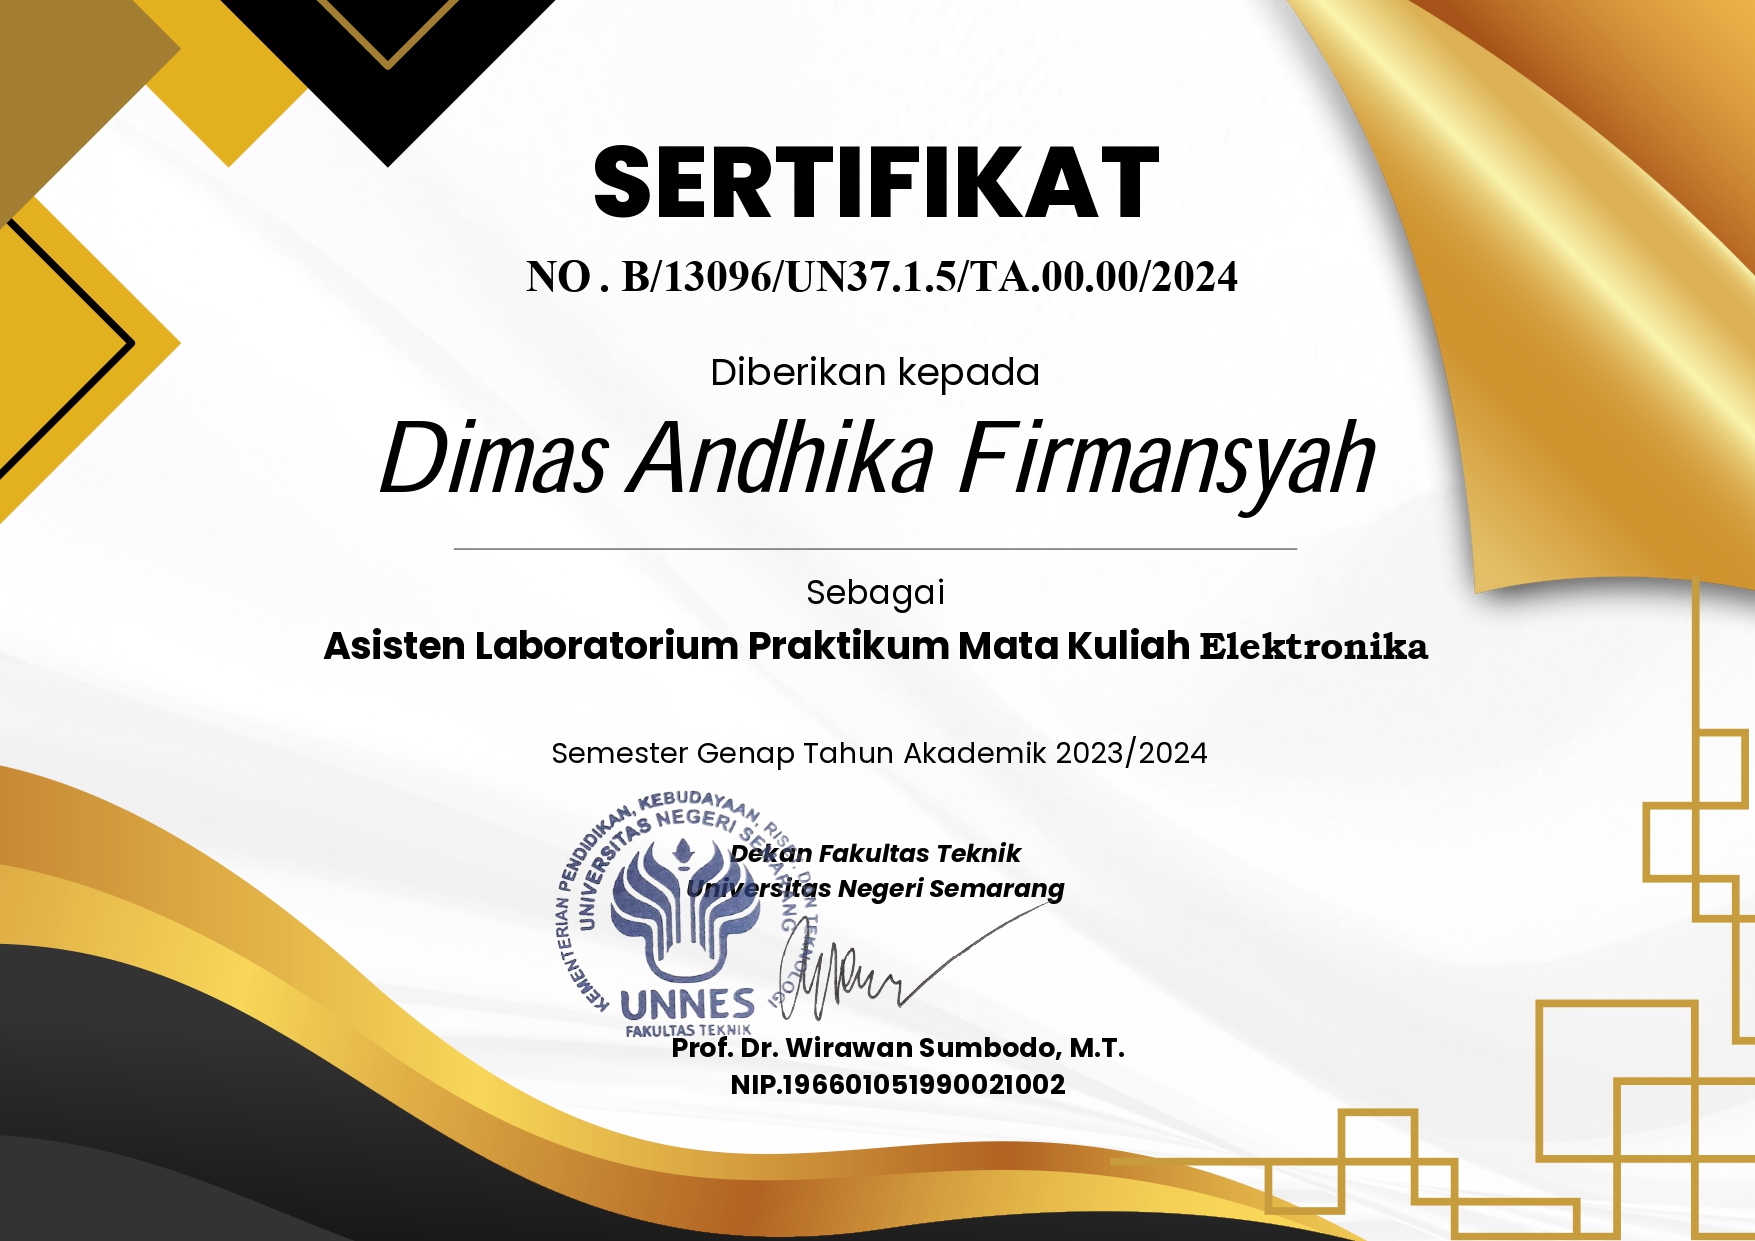 SERTIFIKAT
NO . B/13096/UN37.1.5/TA.00.00/2024
Diberikan kepada
Dimas Andhika Firmansyah
Sebagai
Asisten Laboratorium Praktikum Mata Kuliah Elektronika
Semester Genap Tahun Akademik 2023/2024
KEMENTERIAN PENDIDIKAN, KEBUDAYAAN, RISET, DAN TEKNOLOGI
UNIVERSITAS NEGERI SEMARANG
Dekan Fakultas Teknik
Universitas Negeri Semarang
UNNES
FAKULTAS TEKNIK
Prof. Dr. Wirawan Sumbodo, M.T.
NIP.196601051990021002